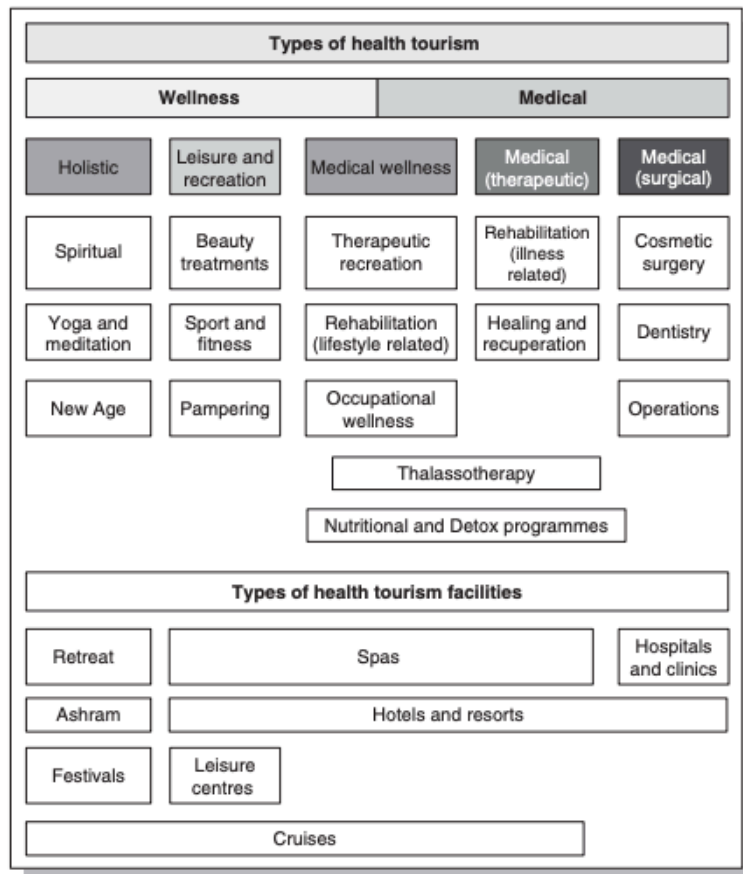 Types of health tourism
Wellness
Medical
Holistic
Leisure and
recreation
Medical wellness
Medical
(therapeutic)
Medical
(surgical)
Spiritual
Beauty
treatments
Therapeutic
recreation
Rehabilitation
(illness
related)
Cosmetic
surgery
Yoga and
meditation
Sport and
fitness
Rehabilitation
(lifestyle related)
Healing and
recuperation
Dentistry
New Age
Pampering
Occupational
wellness
Operations
Thalassotherapy
Nutritional and Detox programmes
Types of health tourism facilities
Retreat
Spas
Hospitals
and clinics
Ashram
Hotels and resorts
Festivals
Leisure
centres
Cruises